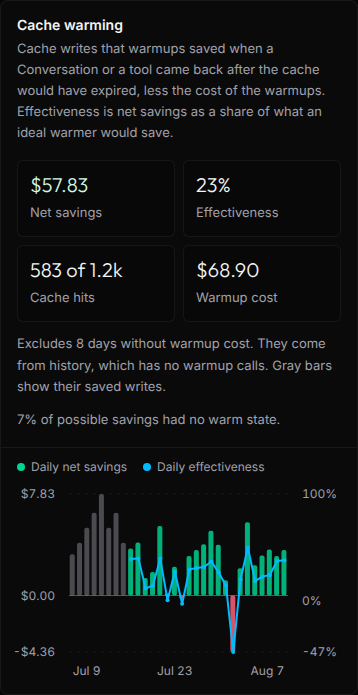 Cache warming
Cache writes that warmups saved when a
Conversation or a tool came back after the cache
would have expired, less the cost of the warmups.
Effectiveness is net savings as a share of what an
ideal warmer would save.
$57.83
Net savings
23%
Effectiveness
583 of 1.2k
Cache hits
$68.90
Warmup cost
Excludes 8 days without warmup cost. They come
from history, which has no warmup calls. Gray bars
show their saved writes.
7% of possible savings had no warm state.
Daily net savings
Daily effectiveness
$7.83
100%
$0.00
0%
-$4.36
-47%
Jul 9
Jul 23
Aug 7